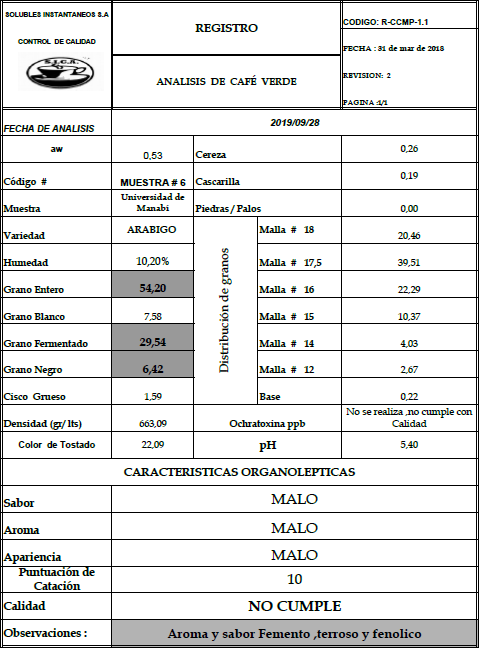 SOLUBLES INSTANTANEOS S.A
CONTROL DE CALIDAD
S.I.C.A.
REGISTRO
ANALISIS DE CAFÉ VERDE
CODIGO: R-CCMP-1.1
FECHA : 31 de mar de 2018
REVISION: 2
PAGINA :1/1
FECHA DE ANALISIS 2019/09/28
aw 0,53 Cereza 0,26
Código # MUESTRA # 6 Cascarilla 0,19
Muestra Universidad de Manabi Piedras / Palos 0,00
Variedad ARABIGO Malla # 18 20,46
Humedad 10,20% Malla # 17,5 39,51
Grano Entero 54,20 Malla # 16 22,29
Grano Blanco 7,58 Malla # 15 10,37
Grano Fermentado 29,54 Malla # 14 4,03
Grano Negro 6,42 Malla # 12 2,67
Cisco Grueso 1,59 Base 0,22
Distribución de granos
Densidad (gr/ lts) 663,09 Ochratoxina ppb No se realiza ,no cumple con Calidad
Color de Tostado 22,09 pH 5,40
CARACTERISTICAS ORGANOLEPTICAS
Sabor MALO
Aroma MALO
Apariencia MALO
Puntuación de Catación 10
Calidad NO CUMPLE
Observaciones : Aroma y sabor Femento ,terroso y fenolico